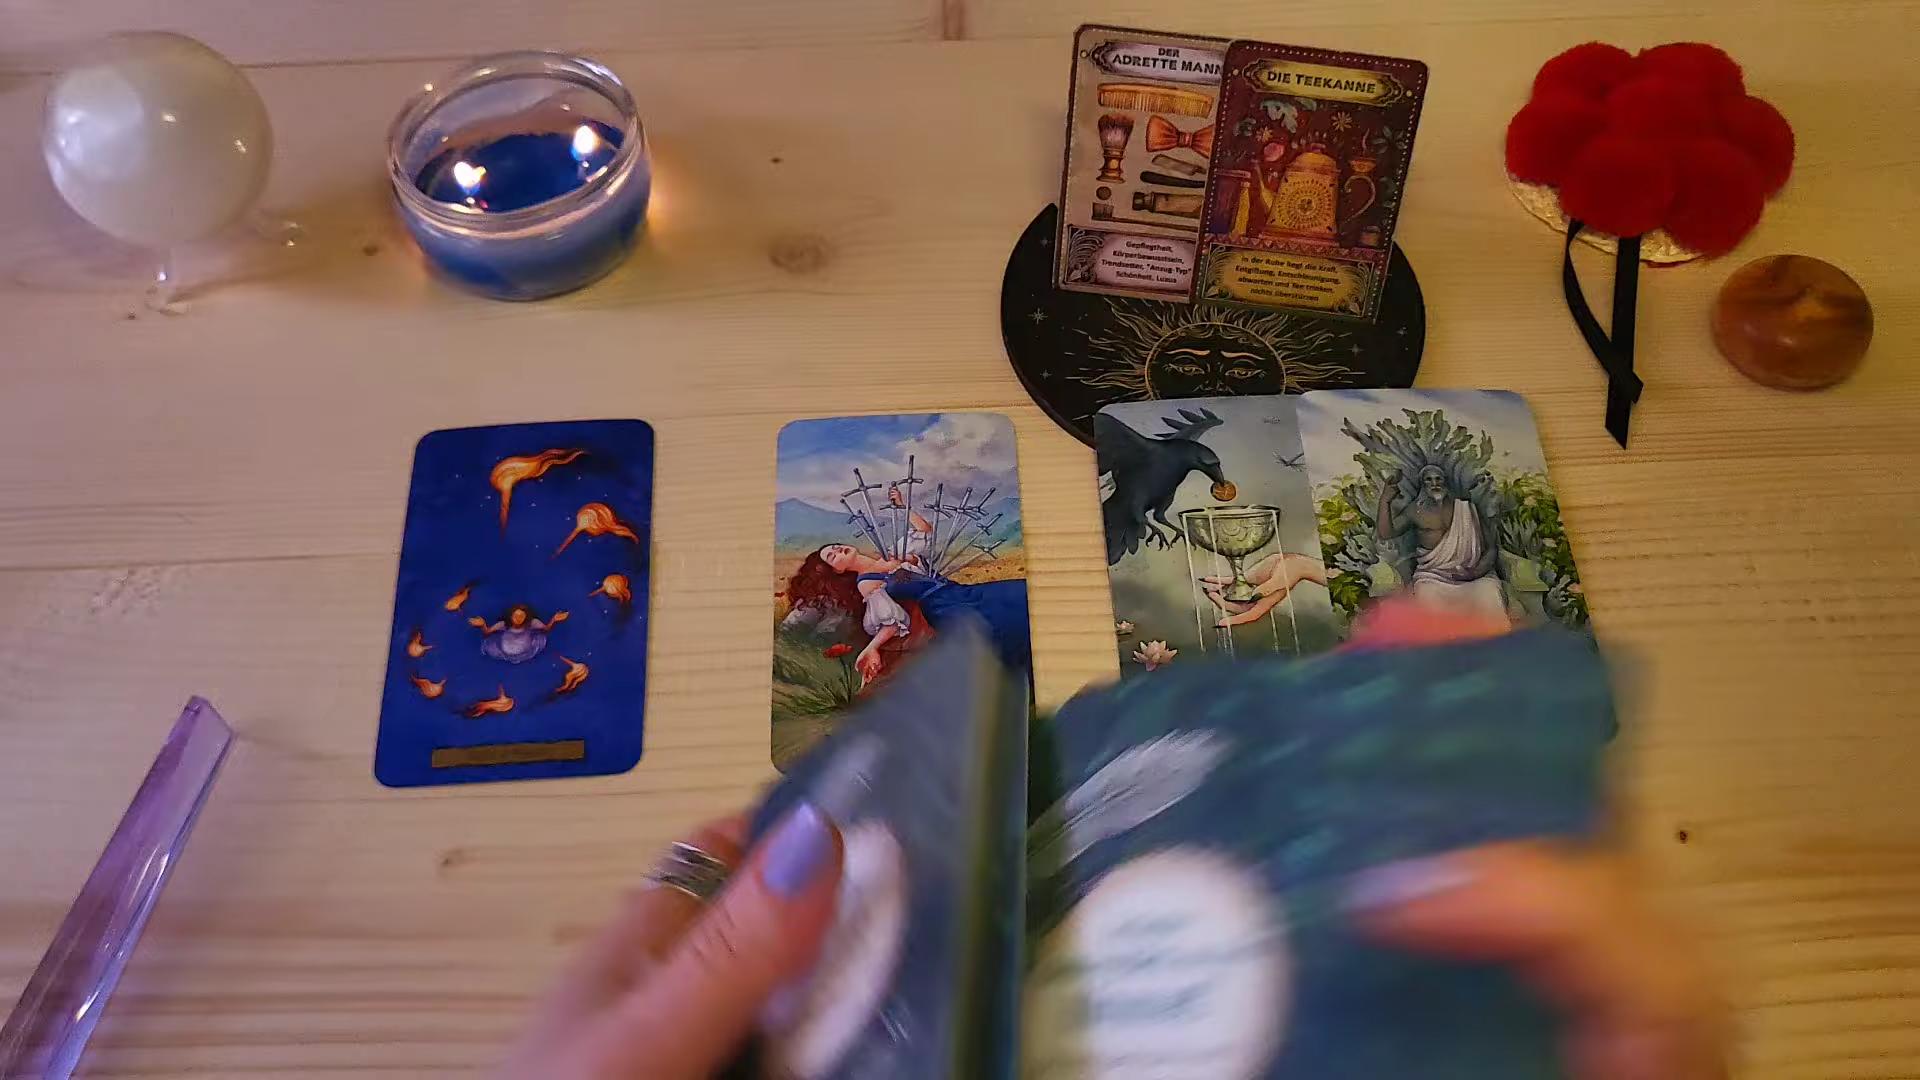 DER
ADRETTE MANN
Gepflegtheit,
Körperbewusstsein,
Trendsetter, "Anzug-Typ"
Schönheit, Luxus
DIE TEEKANNE
In der Ruhe liegt die Kraft,
Entgiftung, Entschleunigung,
abwarten und Tee trinken,
nichts überstürzen